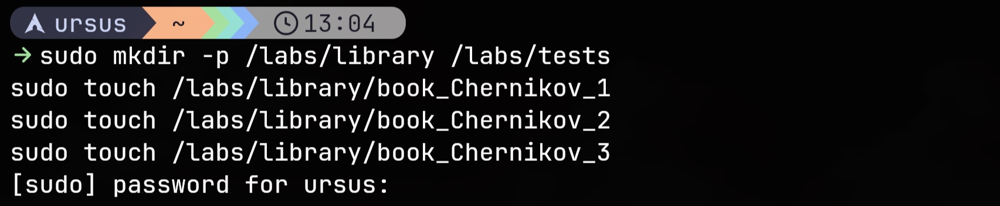 ursus ~ 13:04
→ sudo mkdir -p /labs/library /labs/tests
sudo touch /labs/library/book_Chernikov_1
sudo touch /labs/library/book_Chernikov_2
sudo touch /labs/library/book_Chernikov_3
[sudo] password for ursus: